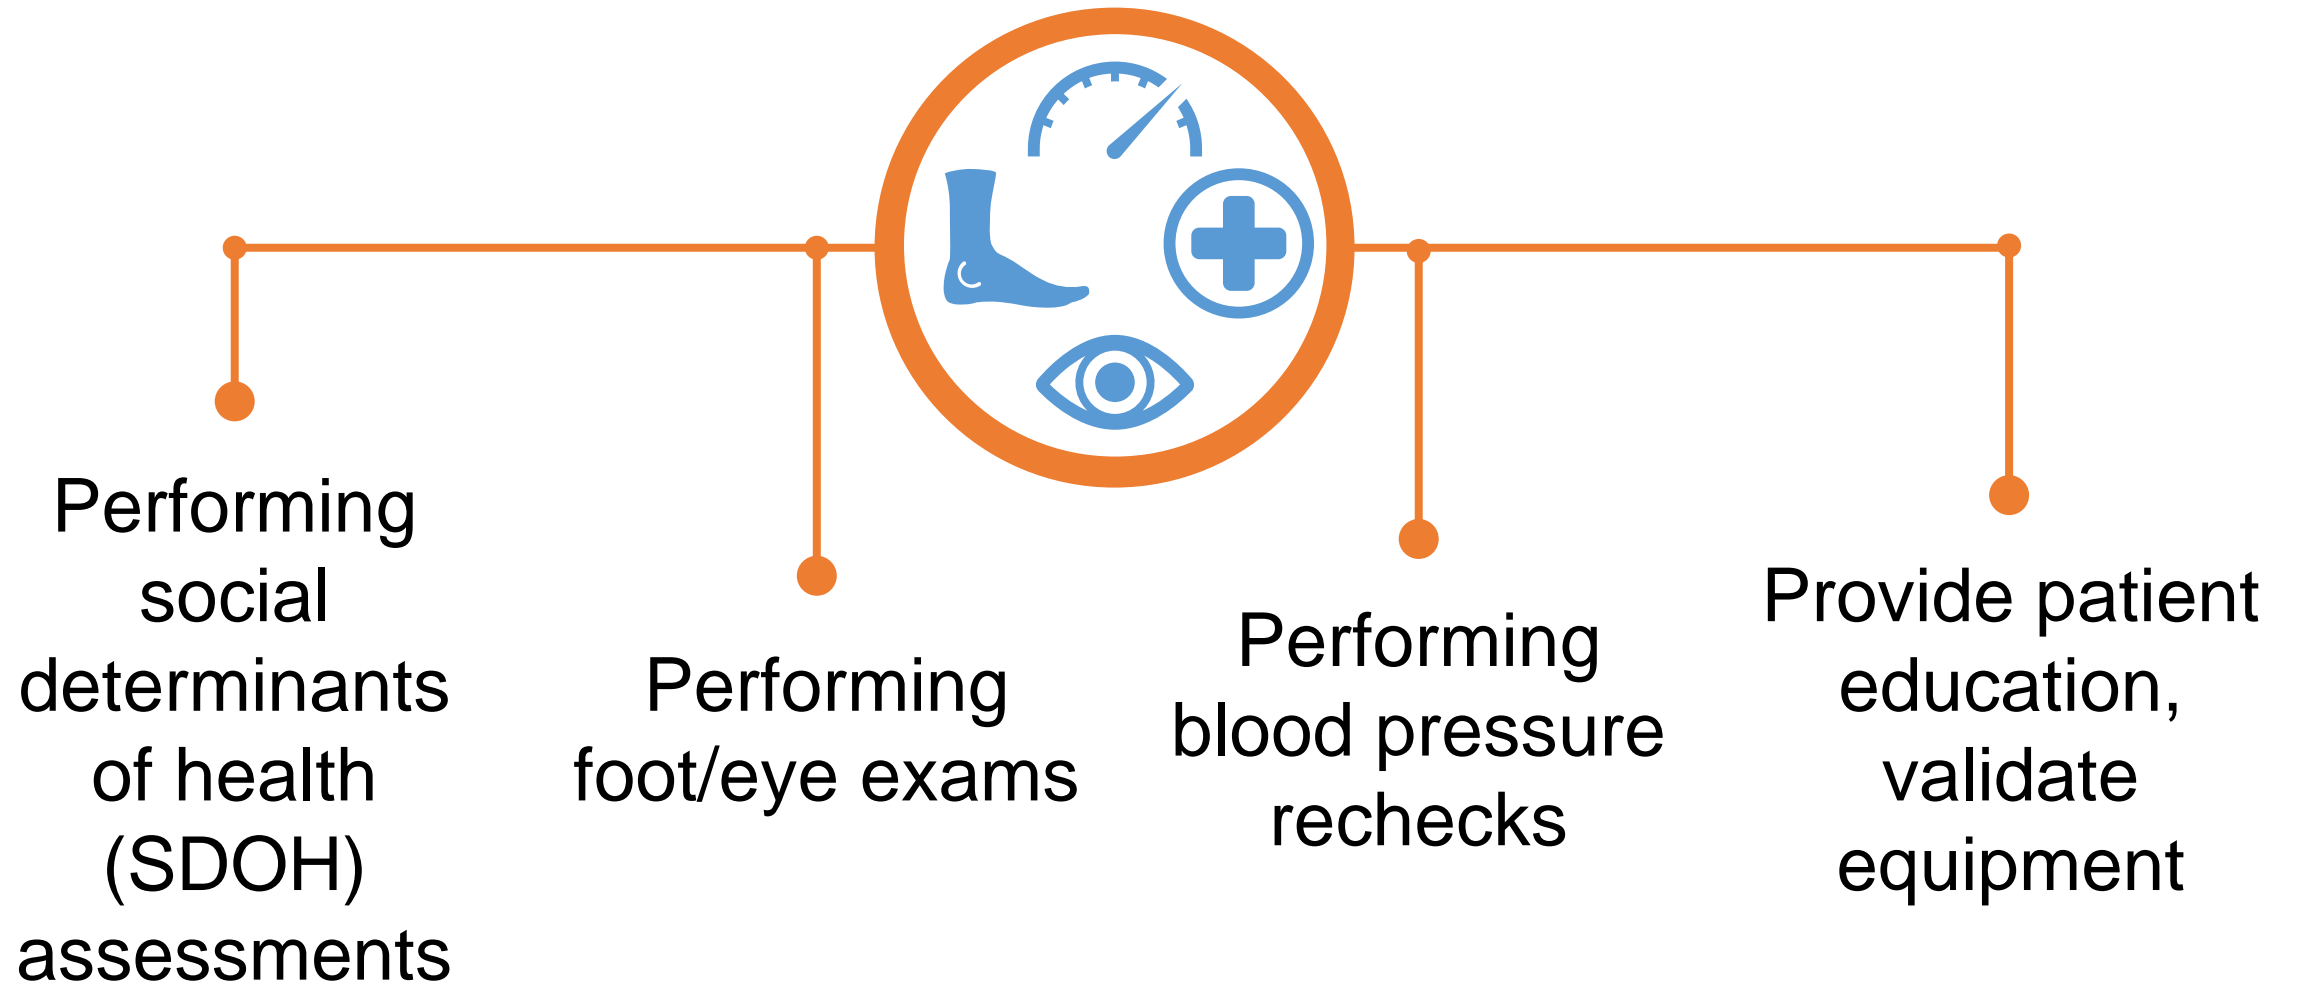 Performing
social
determinants
of health
(SDOH)
assessments
Performing
foot/eye exams
Performing
blood pressure
rechecks
Provide patient
education,
validate
equipment